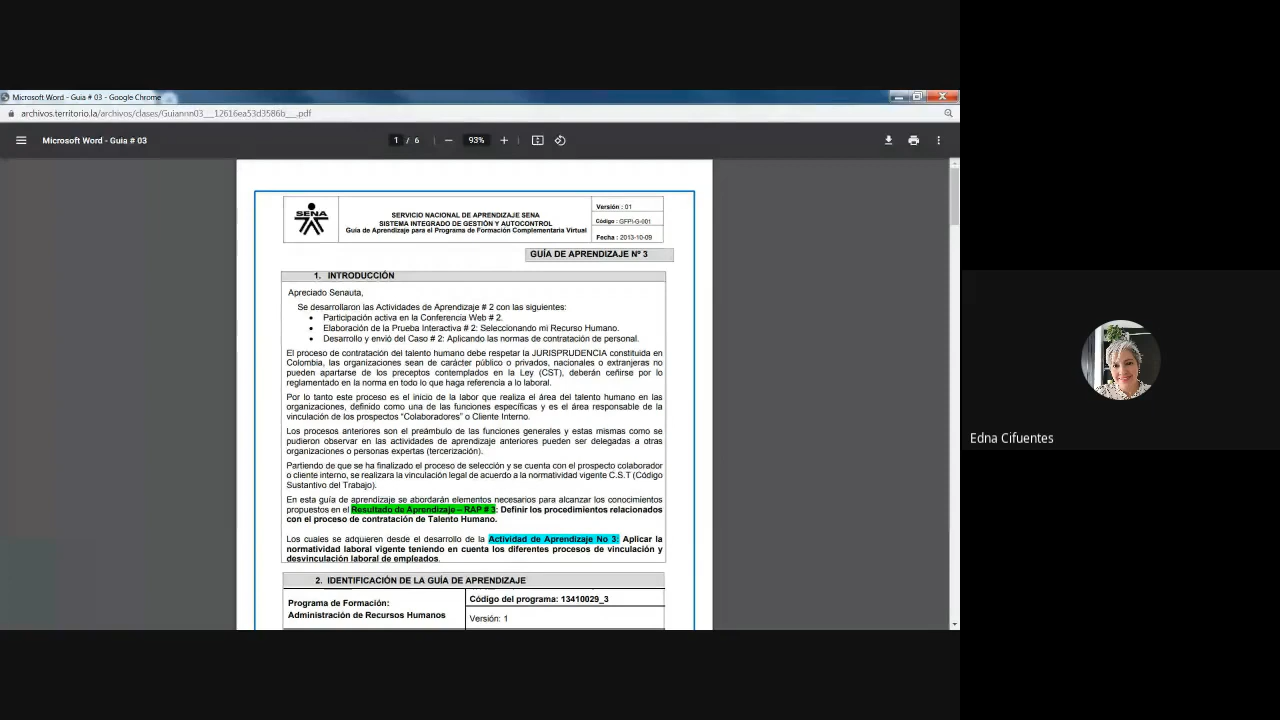 Microsoft Word - Guia # 03 - Google Chrome
archivos.territorio.la/archivos/clases/Guiannn03__12616ea53d3586b__.pdf
Microsoft Word - Guia # 03
1 / 6
93%
SENA
SERVICIO NACIONAL DE APRENDIZAJE SENA
SISTEMA INTEGRADO DE GESTIÓN Y AUTOCONTROL
Guía de Aprendizaje para el Programa de Formación Complementaria Virtual
Versión : 01
Código : GFPI-G-001
Fecha : 2013-10-09
GUÍA DE APRENDIZAJE Nº 3
1. INTRODUCCIÓN
Apreciado Senauta,
Se desarrollaron las Actividades de Aprendizaje # 2 con las siguientes:
• Participación activa en la Conferencia Web # 2.
• Elaboración de la Prueba Interactiva # 2: Seleccionando mi Recurso Humano.
• Desarrollo y envió del Caso # 2: Aplicando las normas de contratación de personal.
El proceso de contratación del talento humano debe respetar la JURISPRUDENCIA constituida en
Colombia, las organizaciones sean de carácter público o privados, nacionales o extranjeras no
pueden apartarse de los preceptos contemplados en la Ley (CST), deberán ceñirse por lo
reglamentado en la norma en todo lo que haga referencia a lo laboral.
Por lo tanto este proceso es el inicio de la labor que realiza el área del talento humano en las
organizaciones, definido como una de las funciones específicas y es el área responsable de la
vinculación de los prospectos "Colaboradores" o Cliente Interno.
Los procesos anteriores son el preámbulo de las funciones generales y estas mismas como se
pudieron observar en las actividades de aprendizaje anteriores pueden ser delegadas a otras
organizaciones o personas expertas (tercerización).
Partiendo de que se ha finalizado el proceso de selección y se cuenta con el prospecto colaborador
o cliente interno, se realizara la vinculación legal de acuerdo a la normatividad vigente C.S.T (Código
Sustantivo del Trabajo).
En esta guía de aprendizaje se abordarán elementos necesarios para alcanzar los conocimientos
propuestos en el Resultado de Aprendizaje – RAP # 3: Definir los procedimientos relacionados
con el proceso de contratación de Talento Humano.
Los cuales se adquieren desde el desarrollo de la Actividad de Aprendizaje No 3: Aplicar la
normatividad laboral vigente teniendo en cuenta los diferentes procesos de vinculación y
desvinculación laboral de empleados.
2. IDENTIFICACIÓN DE LA GUÍA DE APRENDIZAJE
Programa de Formación:
Administración de Recursos Humanos
Código del programa: 13410029_3
Versión: 1
Edna Cifuentes